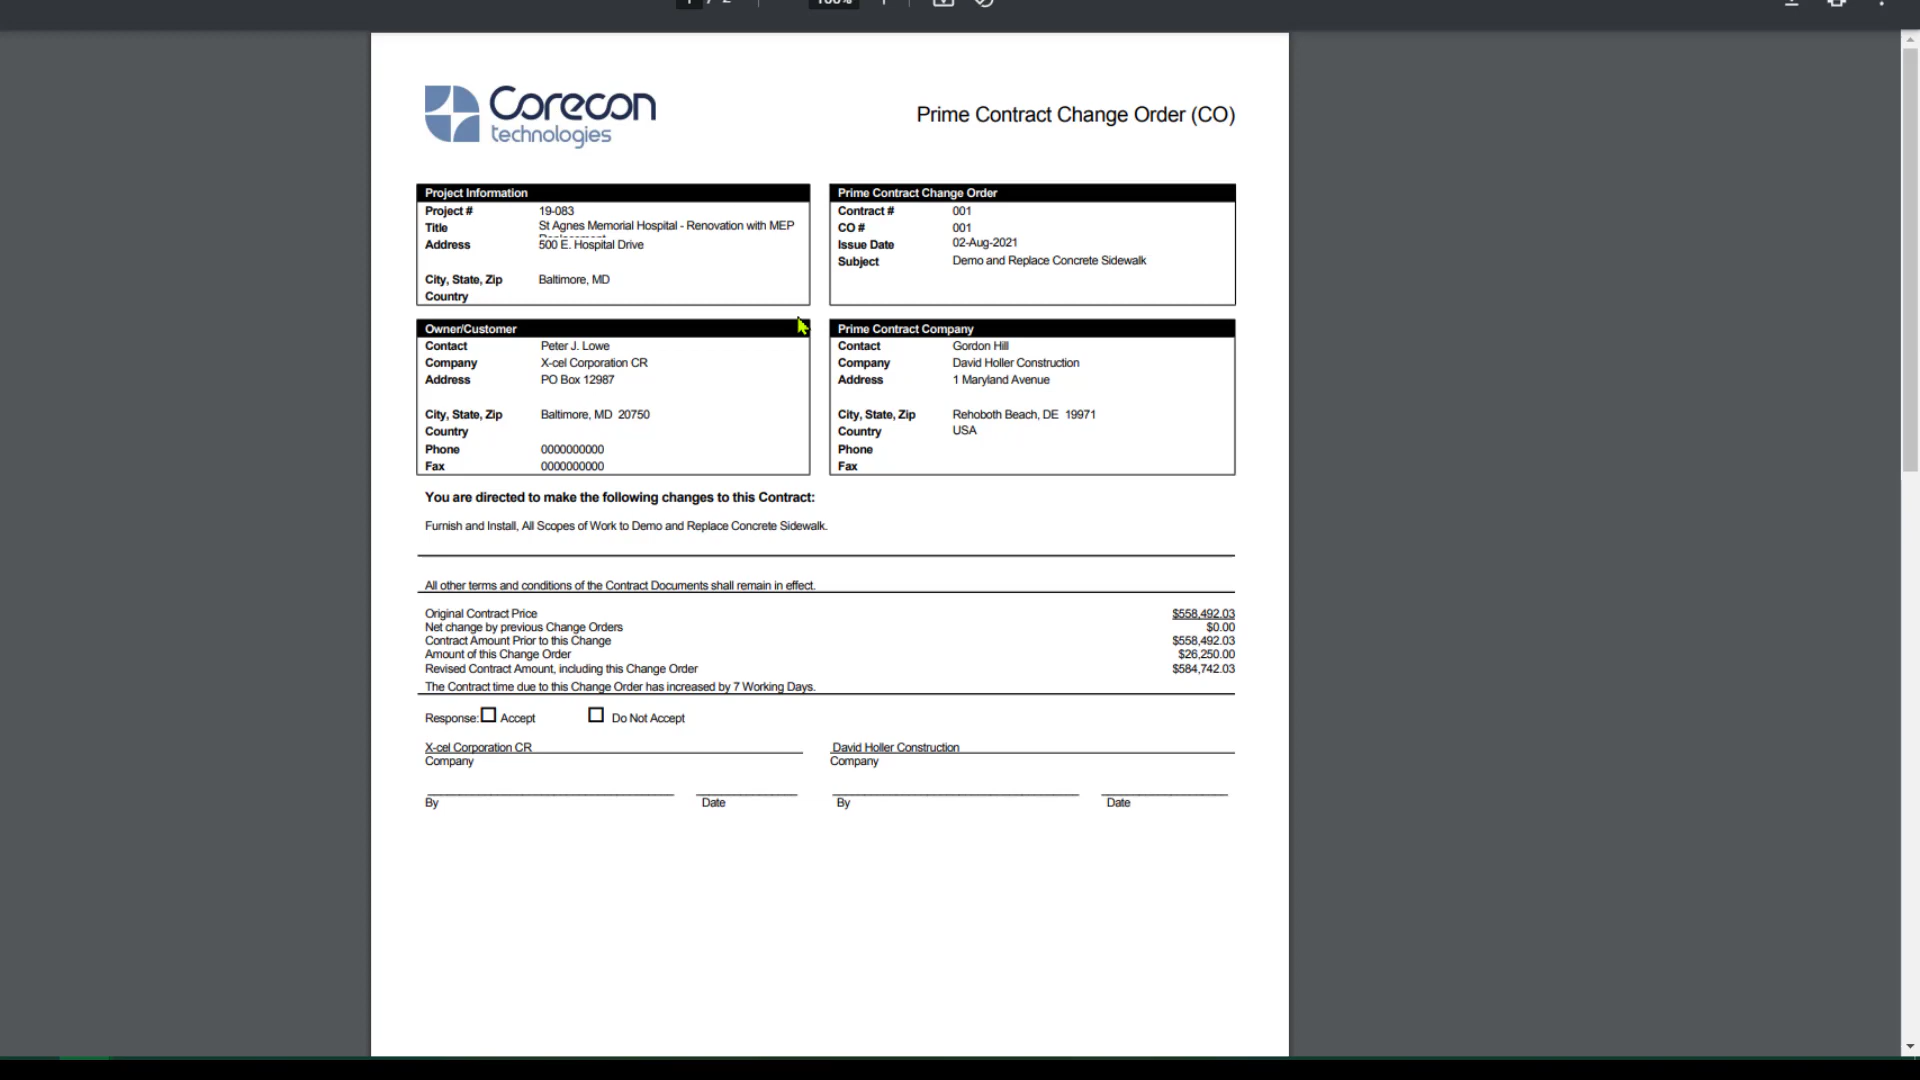 Corecon
technologies
Prime Contract Change Order (CO)
Project Information
Project # 19-083
Title St Agnes Memorial Hospital - Renovation with MEP
Address 500 E. Hospital Drive
City, State, Zip Baltimore, MD
Country
Prime Contract Change Order
Contract # 001
CO # 001
Issue Date 02-Aug-2021
Subject Demo and Replace Concrete Sidewalk
Owner/Customer
Contact Peter J. Lowe
Company X-cel Corporation CR
Address PO Box 12987
City, State, Zip Baltimore, MD 20750
Country
Phone 0000000000
Fax 0000000000
Prime Contract Company
Contact Gordon Hill
Company David Holler Construction
Address 1 Maryland Avenue
City, State, Zip Rehoboth Beach, DE 19971
Country USA
Phone
Fax
You are directed to make the following changes to this Contract:
Furnish and Install, All Scopes of Work to Demo and Replace Concrete Sidewalk.
All other terms and conditions of the Contract Documents shall remain in effect.
Original Contract Price $558,492.03
Net change by previous Change Orders $0.00
Contract Amount Prior to this Change $558,492.03
Amount of this Change Order $26,250.00
Revised Contract Amount, including this Change Order $584,742.03
The Contract time due to this Change Order has increased by 7 Working Days.
Response: Accept Do Not Accept
X-cel Corporation CR David Holler Construction
Company Company
By Date By Date